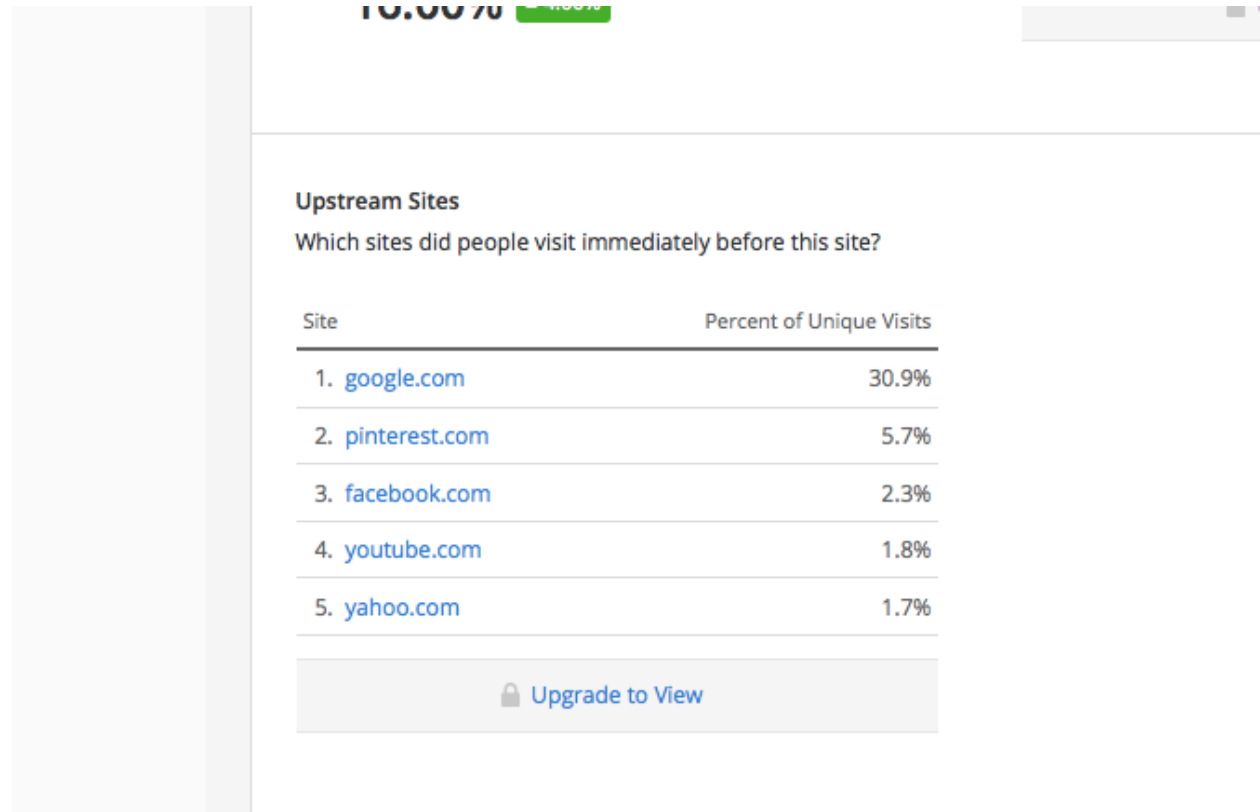 Upstream Sites
Which sites did people visit immediately before this site?
Site Percent of Unique Visits
1. google.com 30.9%
2. pinterest.com 5.7%
3. facebook.com 2.3%
4. youtube.com 1.8%
5. yahoo.com 1.7%
Upgrade to View